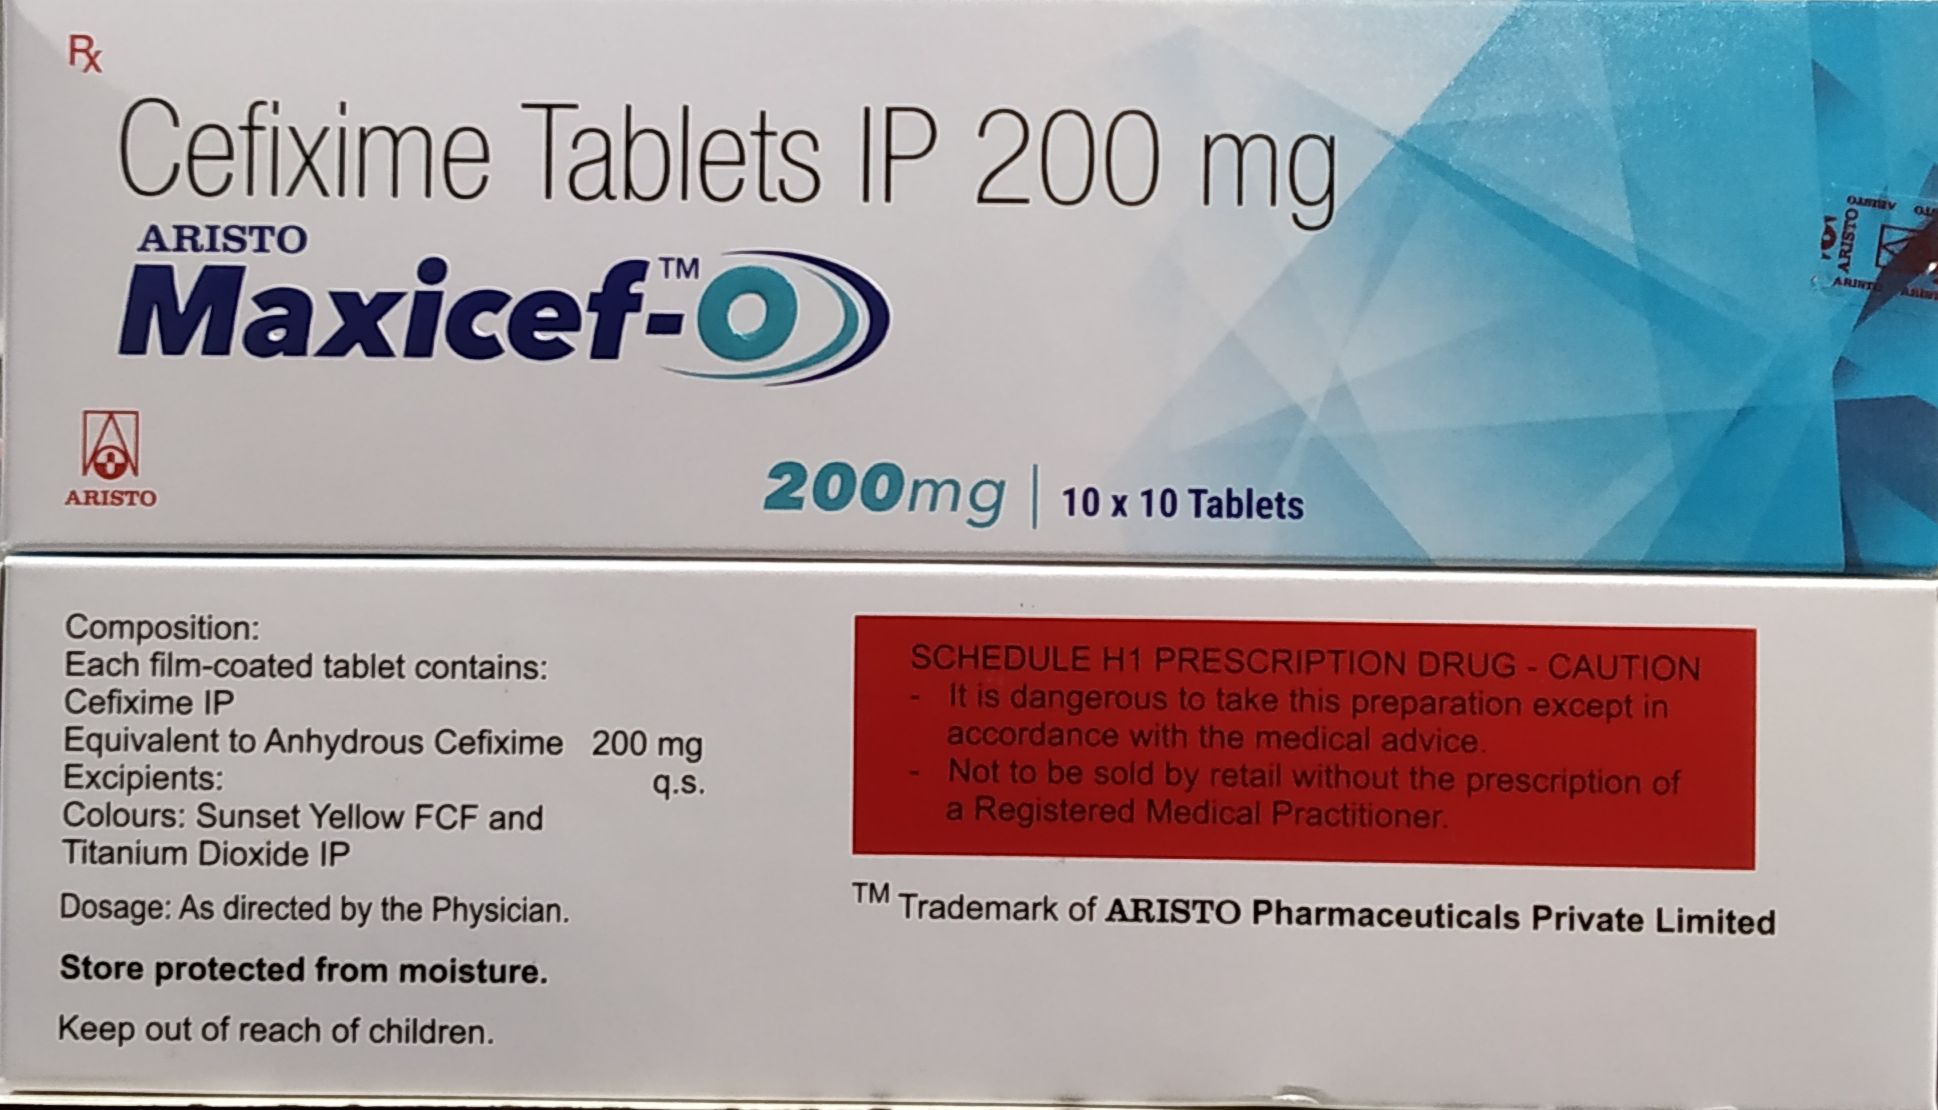 Rx
Cefixime Tablets IP 200 mg
ARISTO
Maxicef-O™
ARISTO
200mg | 10 x 10 Tablets
ARISTO
ARISTO
Composition:
Each film-coated tablet contains:
Cefixime IP
Equivalent to Anhydrous Cefixime 200 mg
Excipients: q.s.
Colours: Sunset Yellow FCF and
Titanium Dioxide IP
Dosage: As directed by the Physician.
Store protected from moisture.
Keep out of reach of children.
SCHEDULE H1 PRESCRIPTION DRUG - CAUTION
- It is dangerous to take this preparation except in
accordance with the medical advice.
- Not to be sold by retail without the prescription of
a Registered Medical Practitioner.
™ Trademark of ARISTO Pharmaceuticals Private Limited